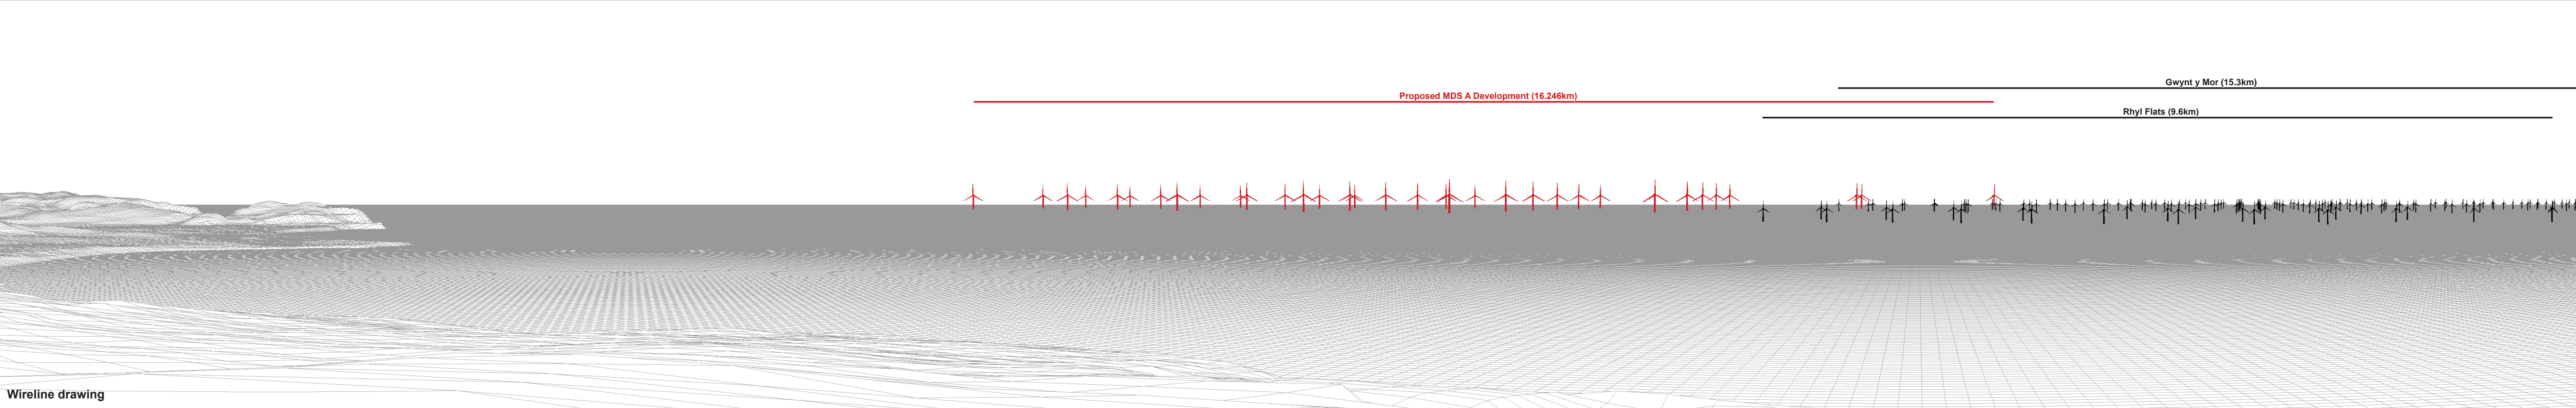 Gwynt y Mor (15.3km)
Proposed MDS A Development (16.246km)
Rhyl Flats (9.6km)
Wireline drawing